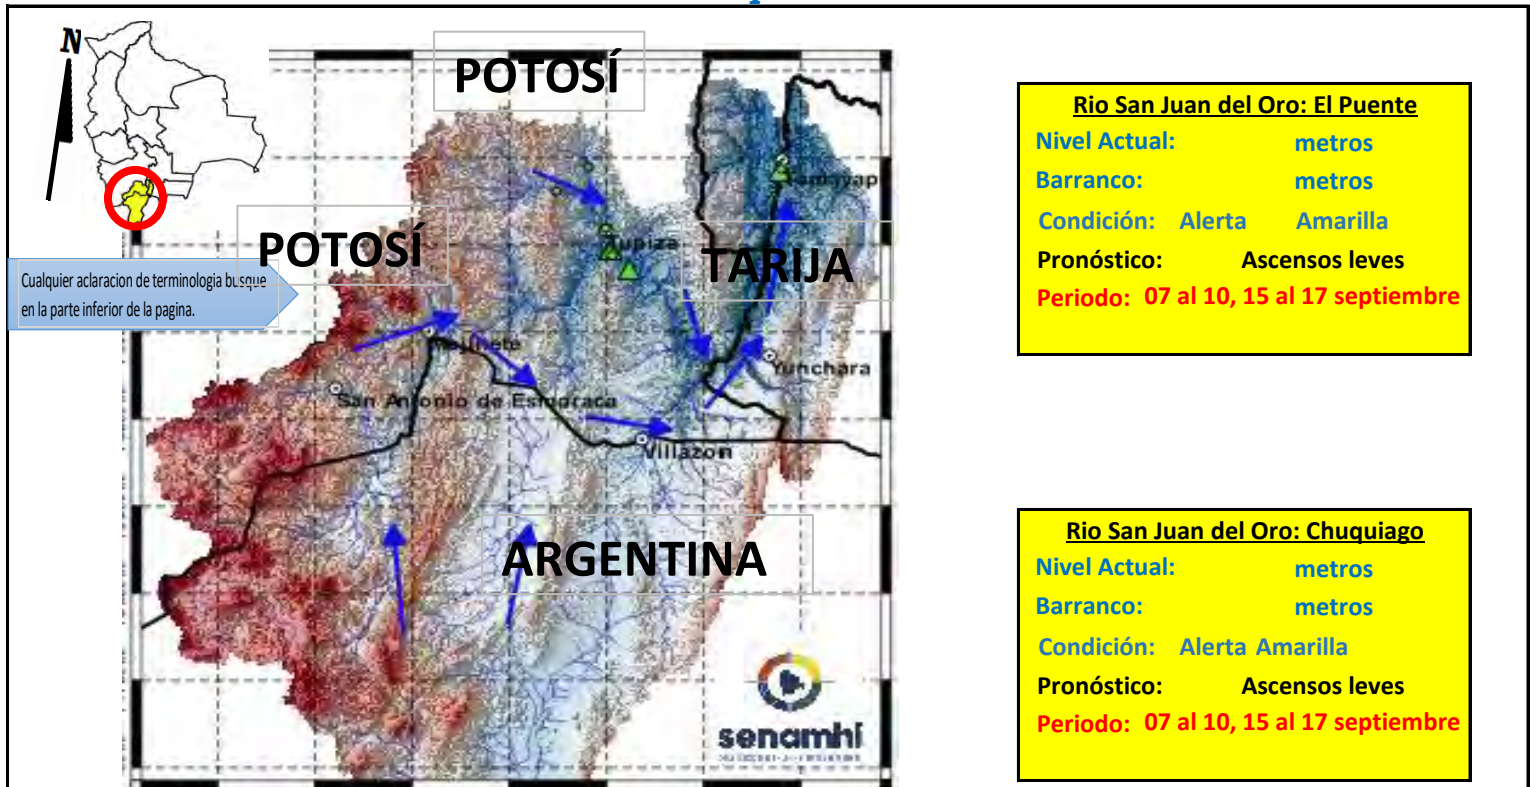 N
POTOSÍ
POTOSÍ
TARIJA
ARGENTINA
Cualquier aclaracion de terminologia busque
en la parte inferior de la pagina.
Tupiza
Yunchara
San Antonio de Esmoraca
Villazon
senamhi
Rio San Juan del Oro: El Puente
Nivel Actual: metros
Barranco: metros
Condición: Alerta Amarilla
Pronóstico: Ascensos leves
Periodo: 07 al 10, 15 al 17 septiembre
Rio San Juan del Oro: Chuquiago
Nivel Actual: metros
Barranco: metros
Condición: Alerta Amarilla
Pronóstico: Ascensos leves
Periodo: 07 al 10, 15 al 17 septiembre